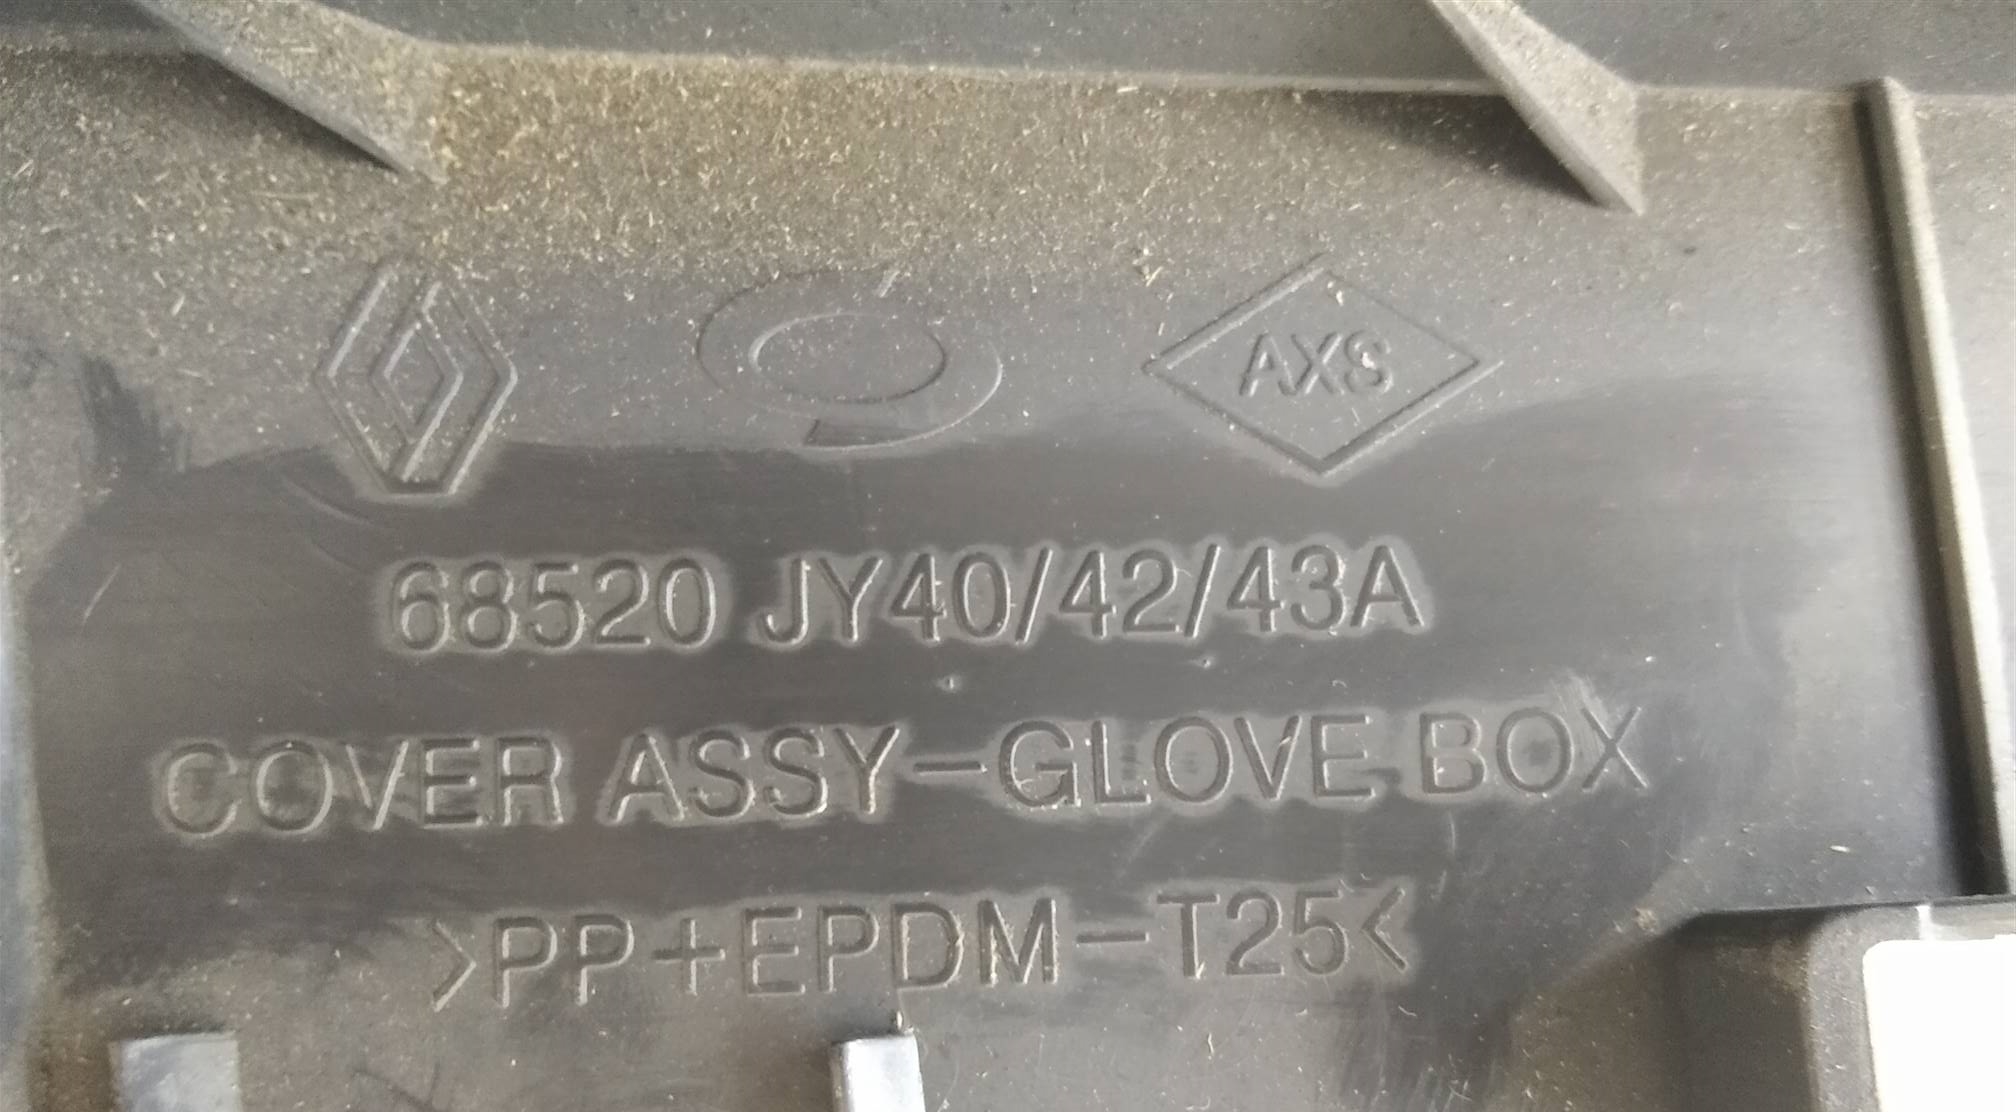 AXS
68520 JY40/42/43A
COVER ASSY-GLOVE BOX
>PP+EPDM-T25<